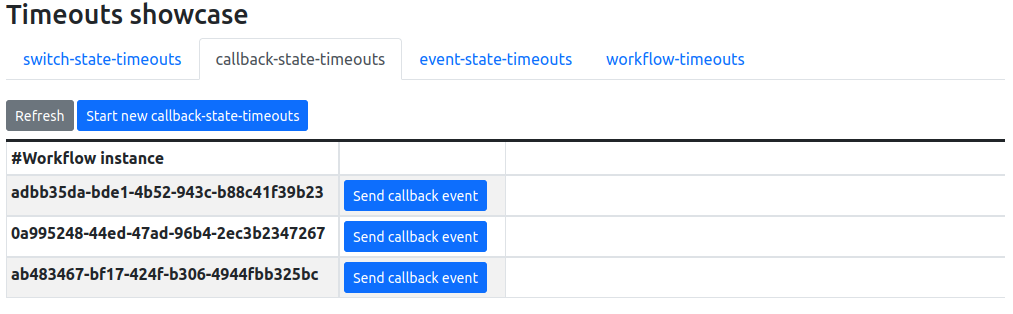 Timeouts showcase
switch-state-timeouts callback-state-timeouts event-state-timeouts workflow-timeouts
Refresh Start new callback-state-timeouts
#Workflow instance
adbb35da-bde1-4b52-943c-b88c41f39b23 Send callback event
0a995248-44ed-47ad-96b4-2ec3b2347267 Send callback event
ab483467-bf17-424f-b306-4944fbb325bc Send callback event